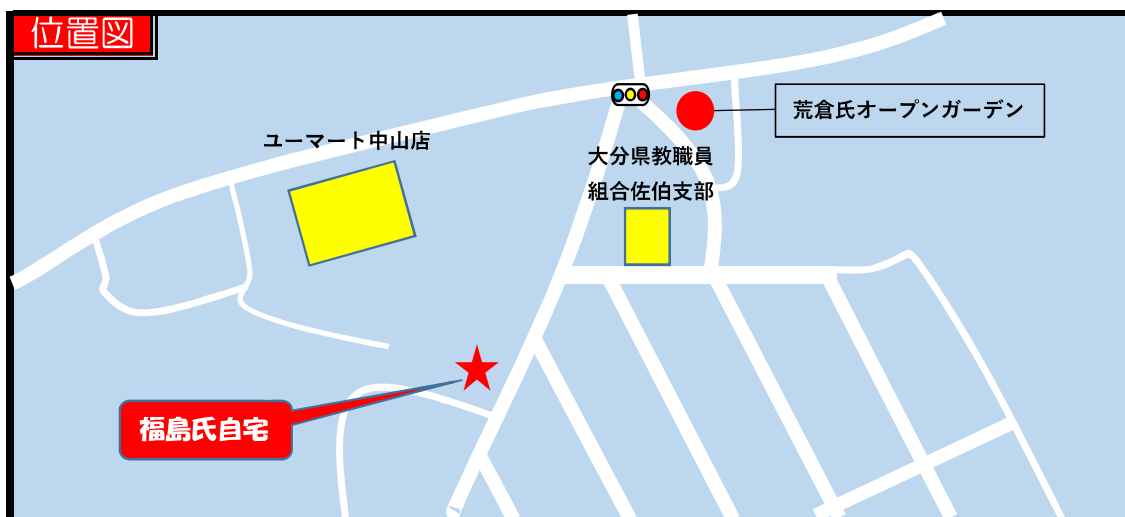 位置図
荒倉氏オープンガーデン
ユーマート中山店
大分県教職員
組合佐伯支部
福島氏自宅